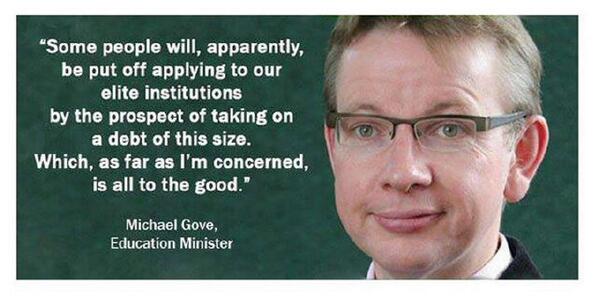 “Some people will, apparently,
be put off applying to our
elite institutions
by the prospect of taking on
a debt of this size.
Which, as far as I’m concerned,
is all to the good.”
Michael Gove,
Education Minister